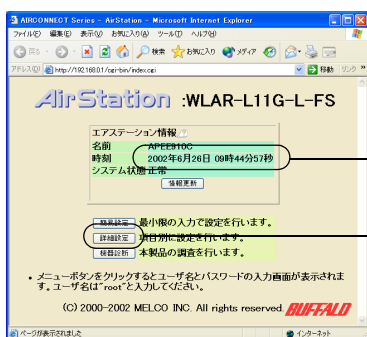 AIRCONNECT Series - AirStation - Microsoft Internet Explorer
ファイル(F) 編集(E) 表示(V) お気に入り(A) ツール(T) ヘルプ(H)
戻る 検索 お気に入り メディア
アドレス(D) http://192.168.0.1/cgi-bin/index.cgi 移動 リンク »
AirStation :WLAR-L11G-L-FS
エアステーション情報
名前 APEE910C
時刻 2002年6月26日 09時44分57秒
システム状態 正常
情報更新
簡易設定 最小限の入力で設定を行います。
詳細設定 項目別に設定を行います。
機器診断 本製品の調査を行います。
• メニューボタンをクリックするとユーザ名とパスワードの入力画面が表示されます。ユーザ名は"root"と入力してください。
(C) 2000-2002 MELCO INC. All rights reserved. BUFFALO
ページが表示されました インターネット